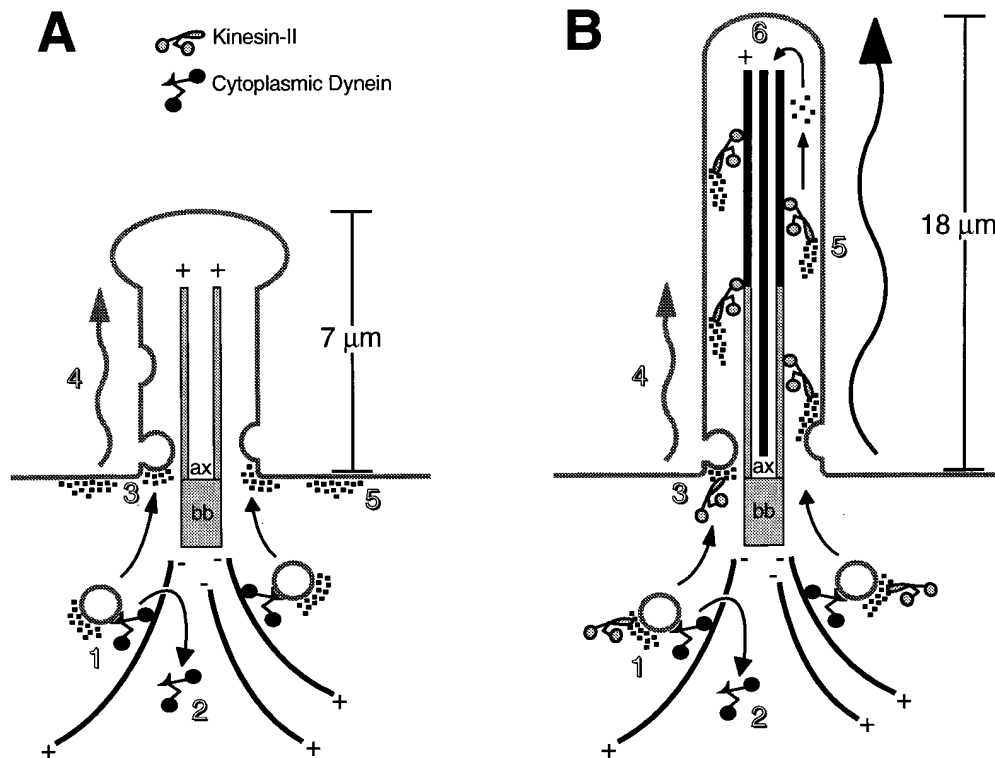 A
Kinesin-II
Cytoplasmic Dynein
+ +
7 μm
4
ax
3
5
bb
- -
-
1
2
+
+ +
B
6
+
18 μm
5
4
ax
3
bb
- -
-
1
2
+
+ +